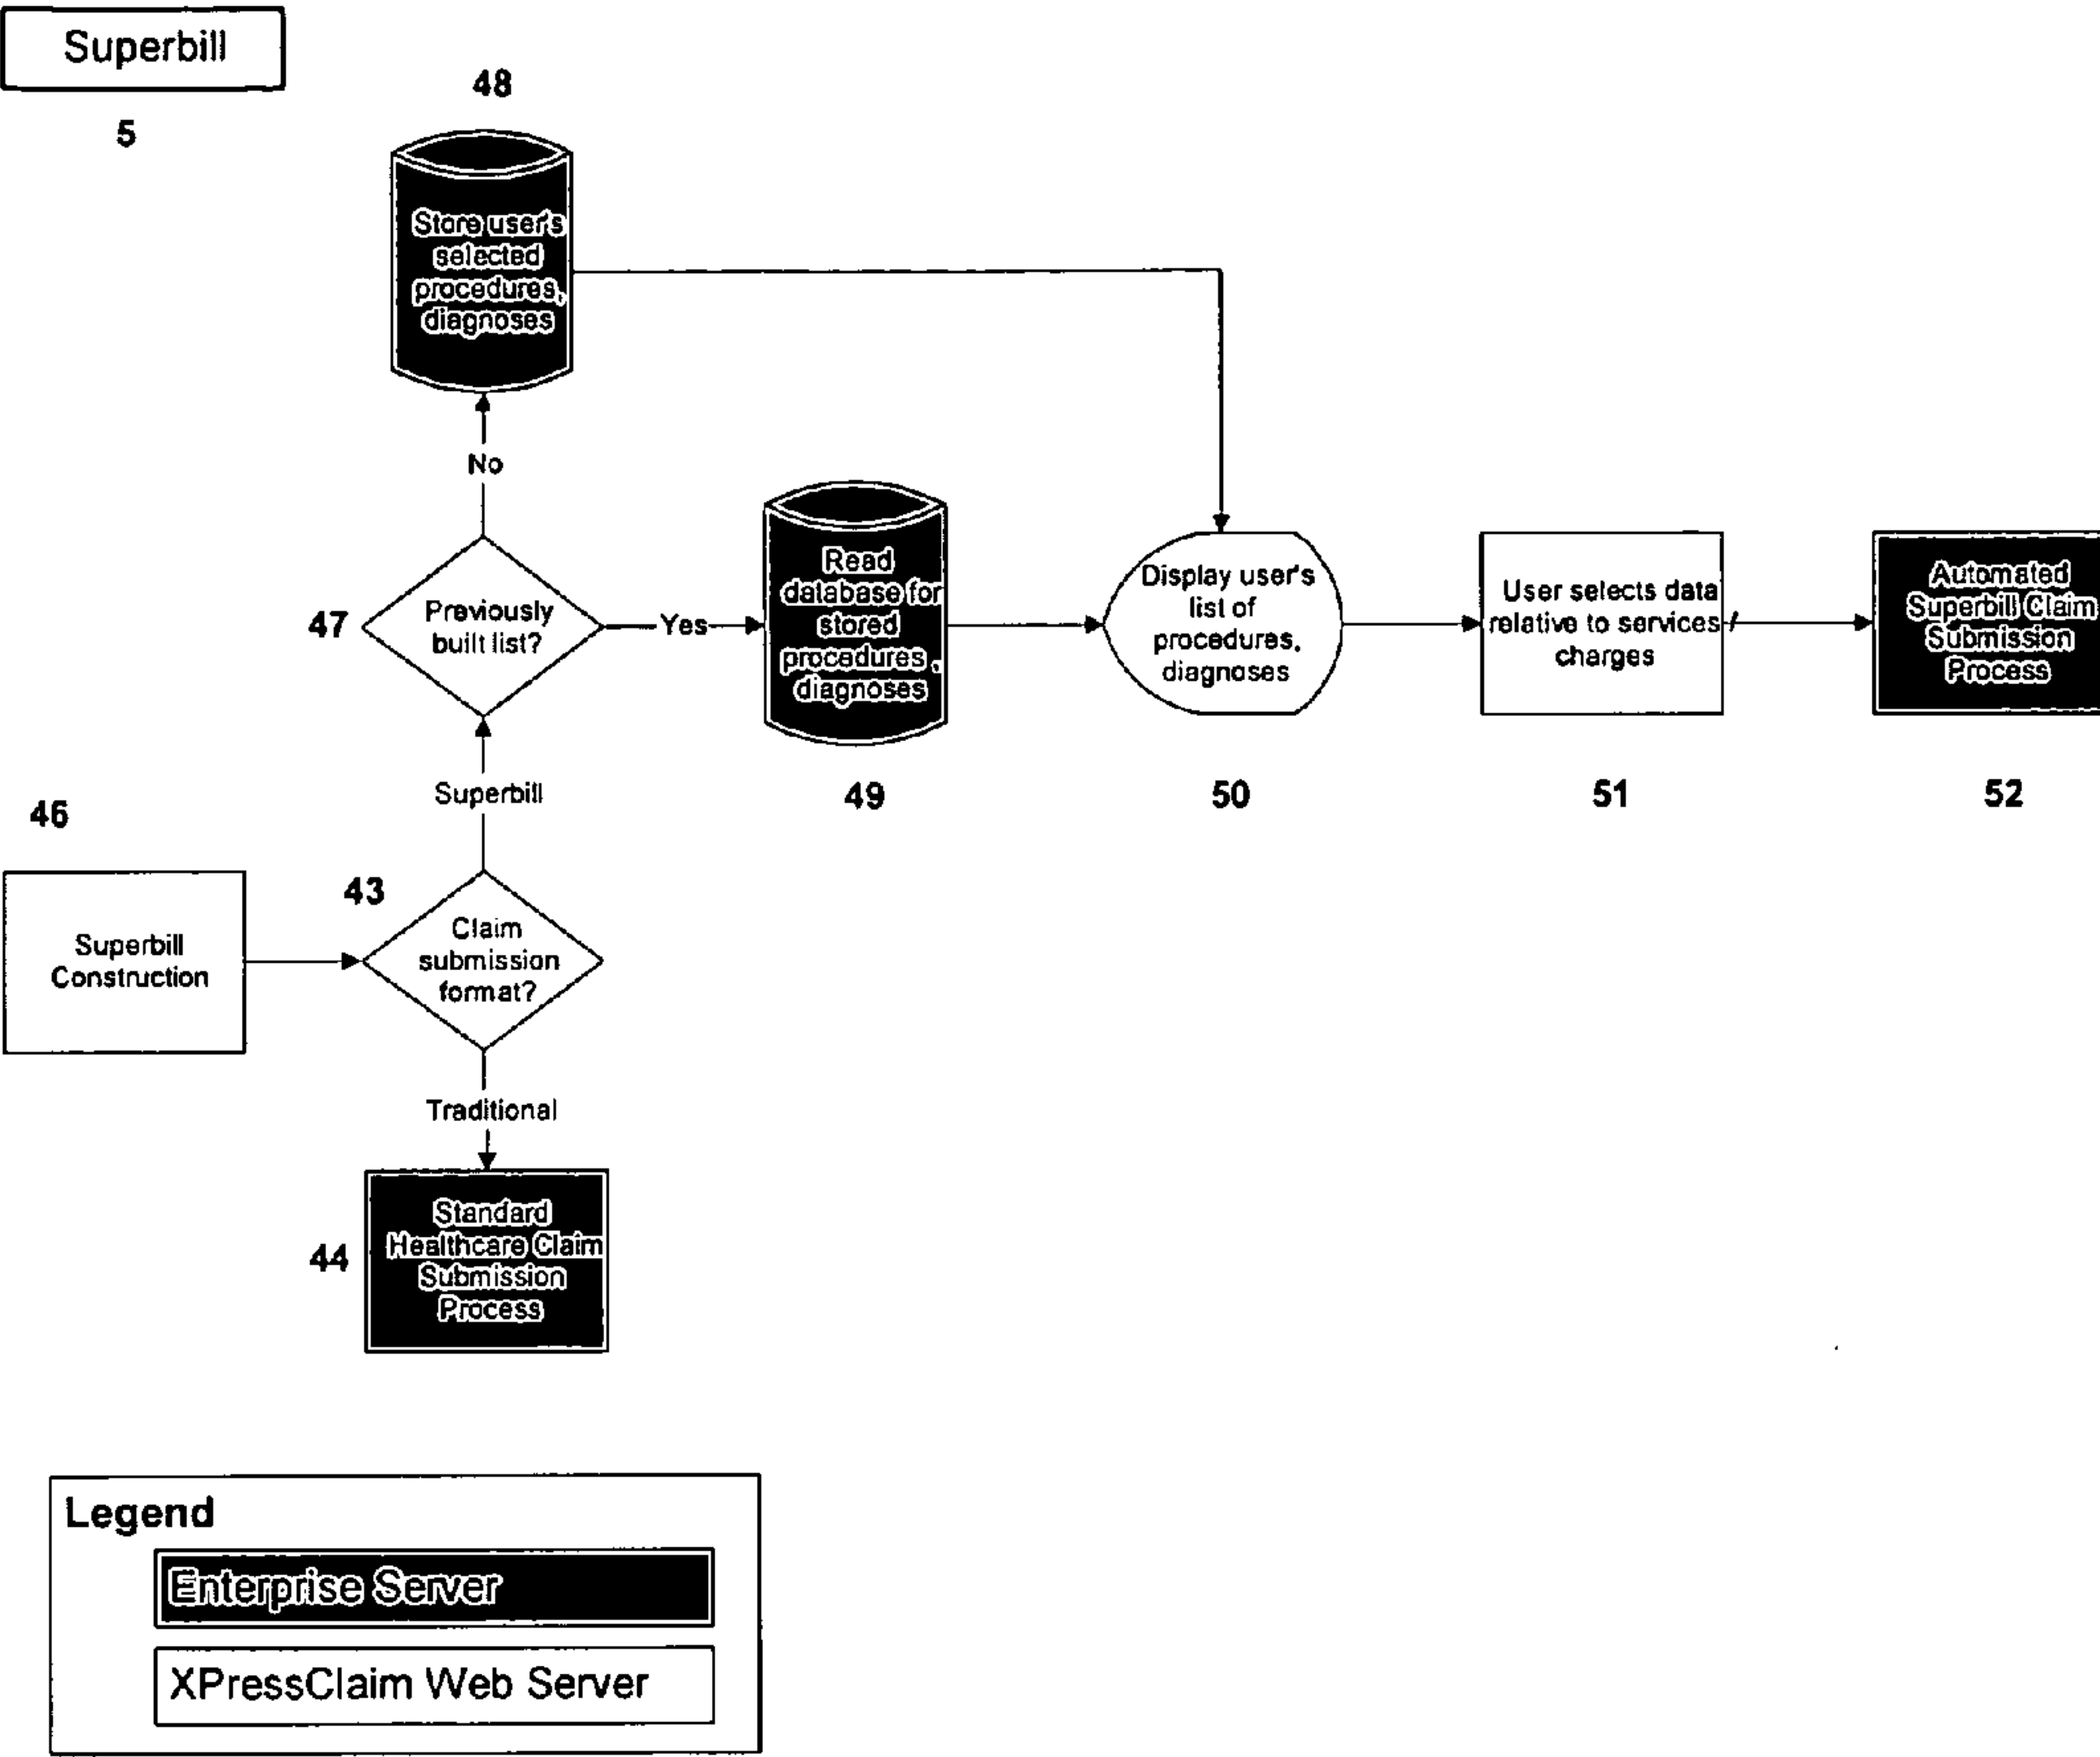 Superbill
5
48
Store user's
selected
procedures,
diagnoses
No
47
Previously
built list?
Yes
Read
database for
stored
procedures ,
diagnoses
49
Display user's
list of
procedures,
diagnoses
50
User selects data
relative to services /
charges
51
Automated
Superbill Claim
Submission
Process
52
Superbill
46
Superbill
Construction
43
Claim
submission
format?
Traditional
44
Standard
Healthcare Claim
Submission
Process
Legend
Enterprise Server
XPressClaim Web Server